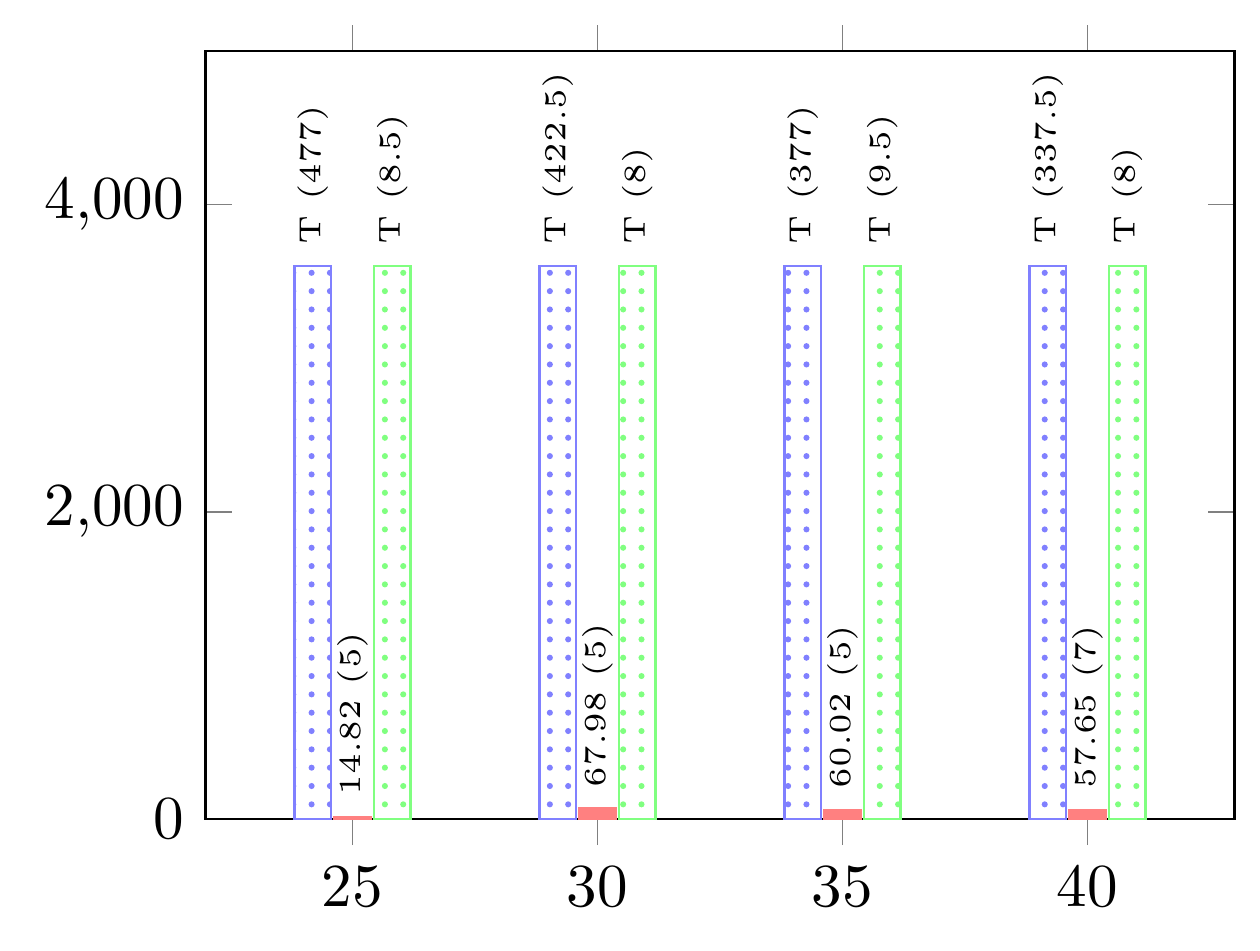 T (477)
T (8.5)
T (422.5)
T (8)
T (377)
T (9.5)
T (337.5)
T (8)
4,000
2,000
14.82 (5)
67.98 (5)
60.02 (5)
57.65 (7)
0
25 30 35 40